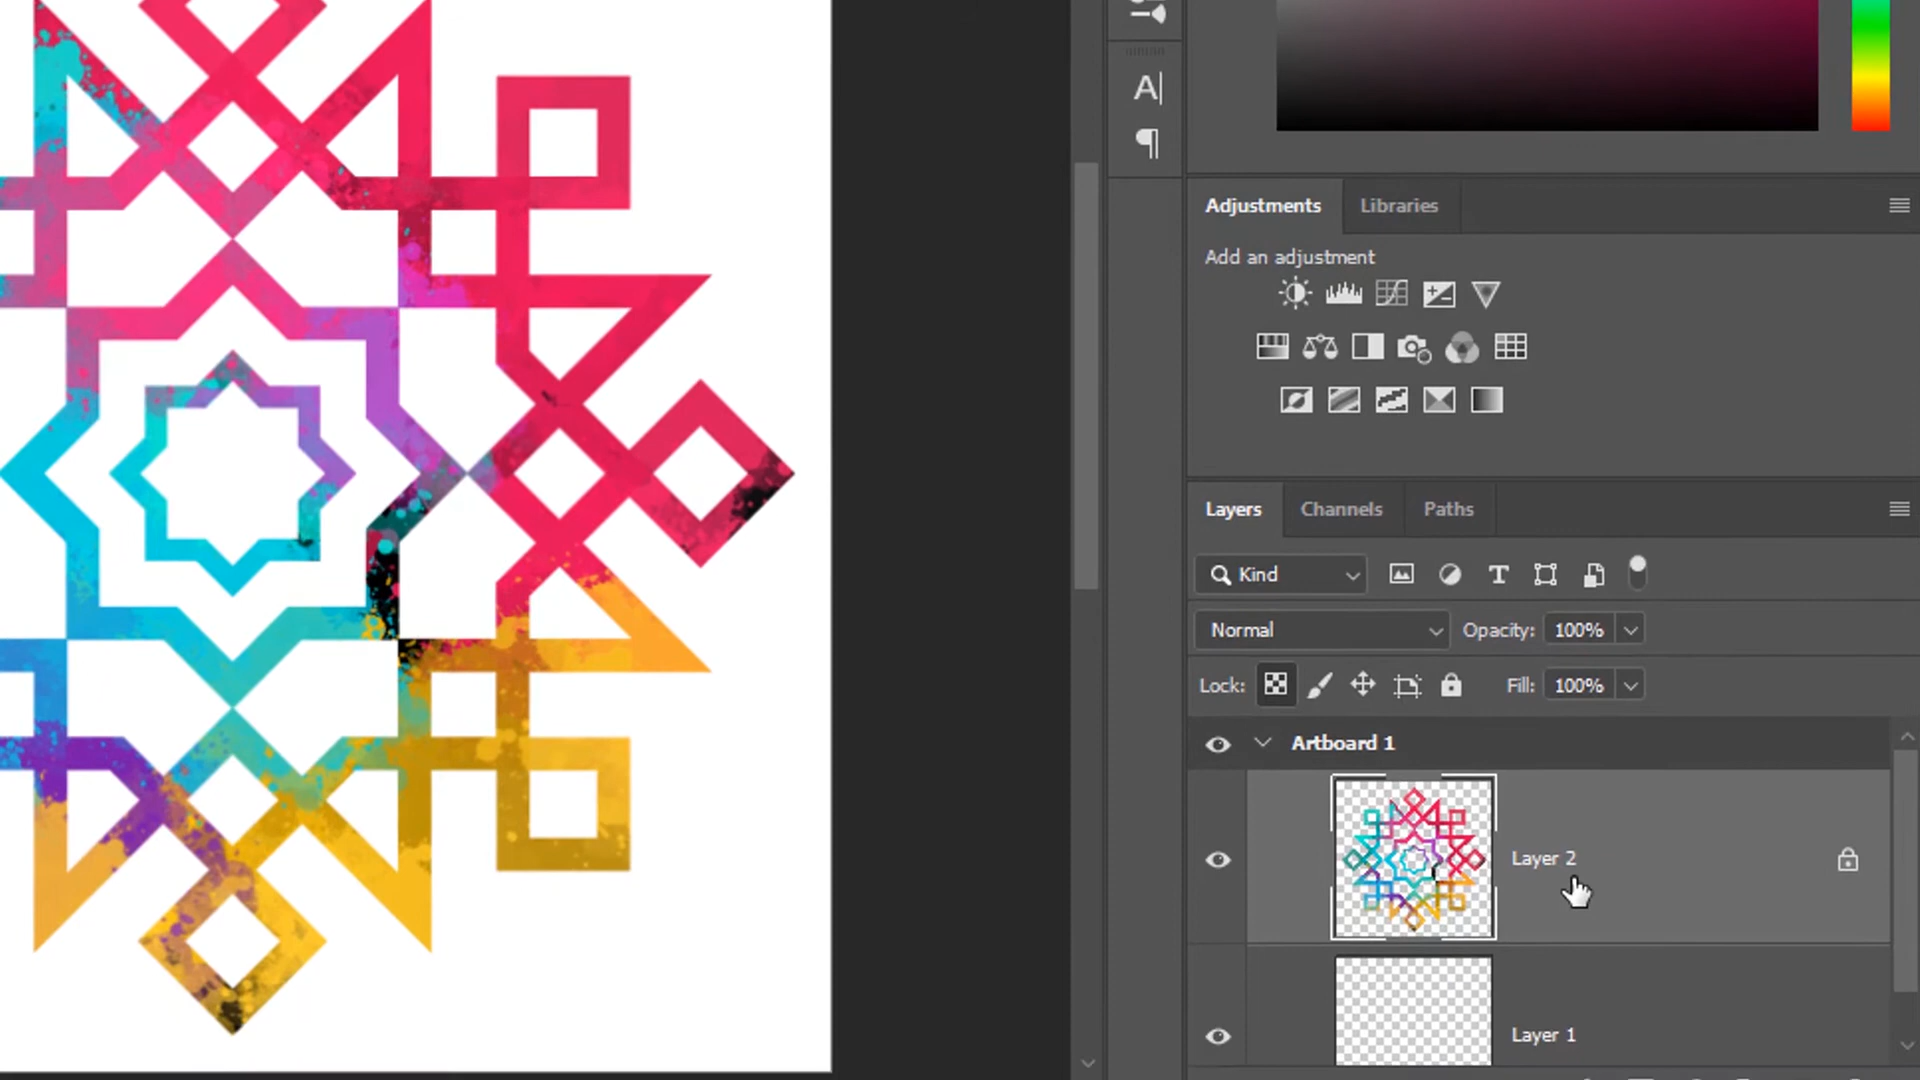 A|
¶
Adjustments
Libraries
Add an adjustment
Layers
Channels
Paths
Kind
T
Normal
Opacity: 100%
Lock:
Fill: 100%
Artboard 1
Layer 2
Layer 1